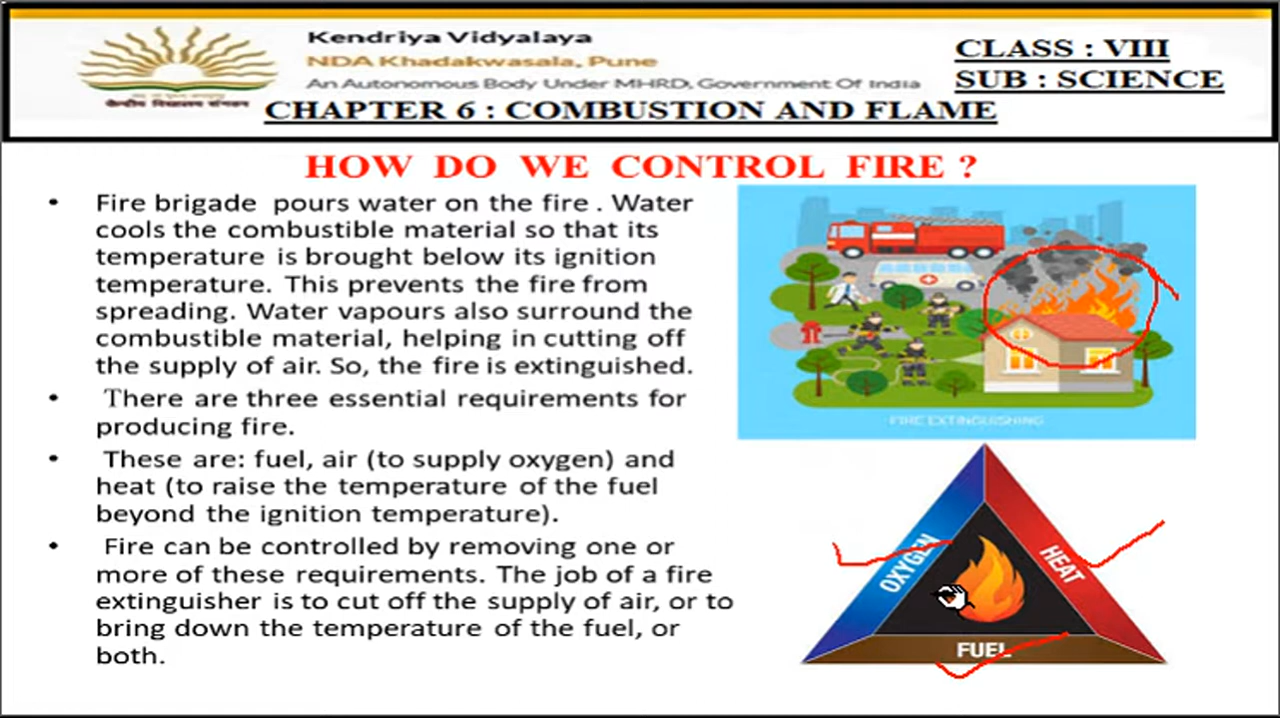 Kendriya Vidyalaya
NDA Khadakwasala, Pune
An Autonomous Body Under MHRD, Government Of India
केन्द्रीय विद्यालय संगठन
CLASS : VIII
SUB : SCIENCE
CHAPTER 6 : COMBUSTION AND FLAME
HOW DO WE CONTROL FIRE ?
• Fire brigade pours water on the fire . Water
cools the combustible material so that its
temperature is brought below its ignition
temperature. This prevents the fire from
spreading. Water vapours also surround the
combustible material, helping in cutting off
the supply of air. So, the fire is extinguished.
• There are three essential requirements for
producing fire.
• These are: fuel, air (to supply oxygen) and
heat (to raise the temperature of the fuel
beyond the ignition temperature).
• Fire can be controlled by removing one or
more of these requirements. The job of a fire
extinguisher is to cut off the supply of air, or to
bring down the temperature of the fuel, or
both.
FIRE EXTINGUISHING
OXYGEN
HEAT
FUEL